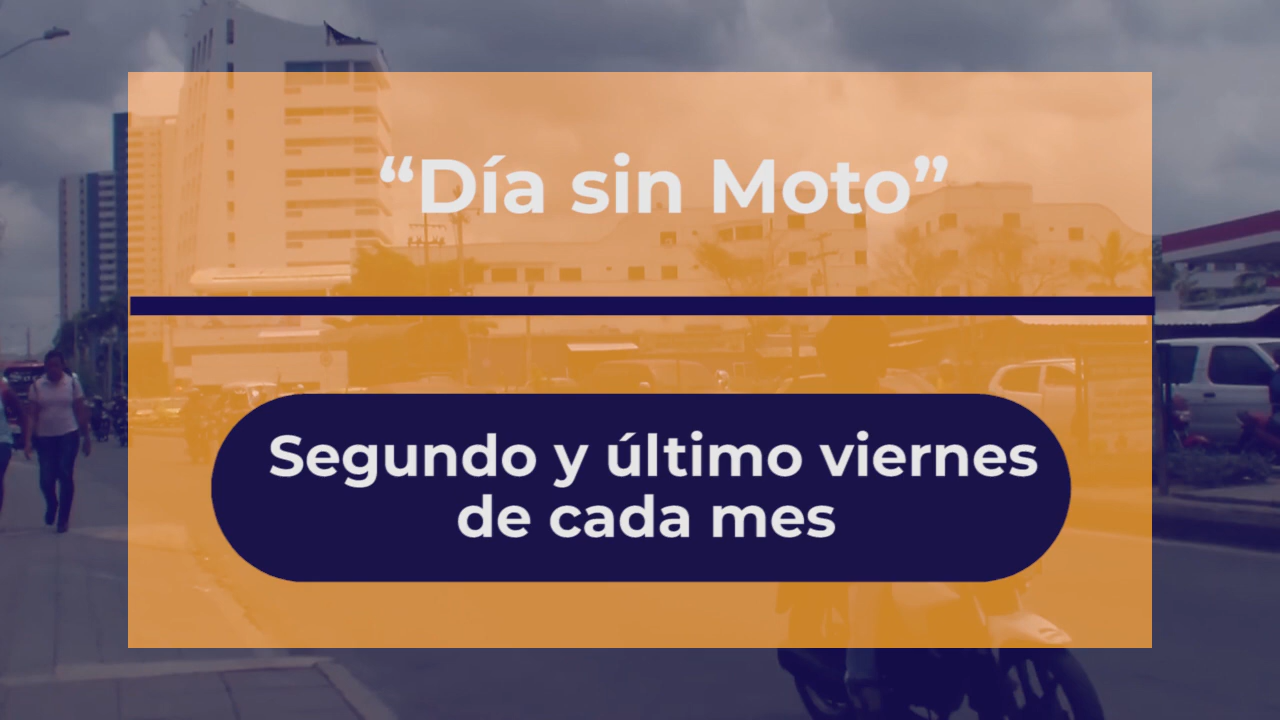 “Día sin Moto”
Segundo y último viernes
de cada mes